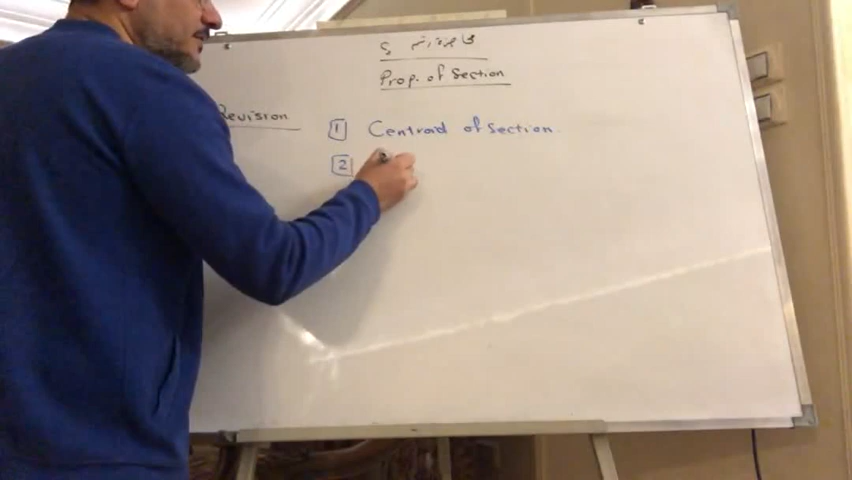 Prop. of Section
Revision
1 Centroid of Section.
2